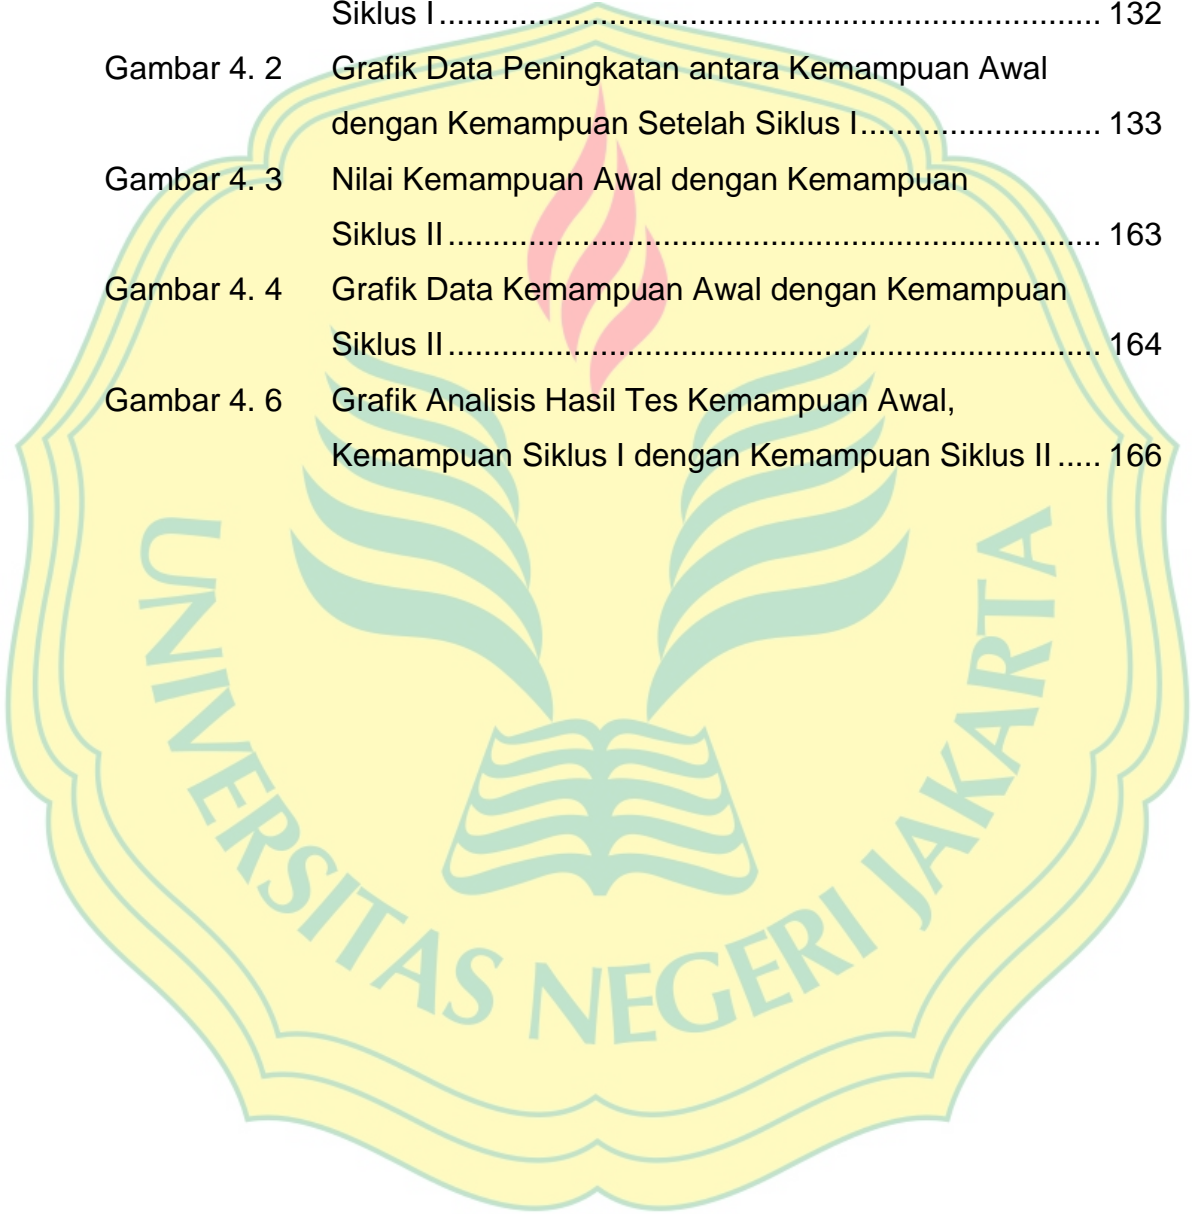 Siklus I ........................................................................... 132
Gambar 4. 2 Grafik Data Peningkatan antara Kemampuan Awal
dengan Kemampuan Setelah Siklus I ........................... 133
Gambar 4. 3 Nilai Kemampuan Awal dengan Kemampuan
Siklus II .......................................................................... 163
Gambar 4. 4 Grafik Data Kemampuan Awal dengan Kemampuan
Siklus II .......................................................................... 164
Gambar 4. 6 Grafik Analisis Hasil Tes Kemampuan Awal,
Kemampuan Siklus I dengan Kemampuan Siklus II ..... 166
UNIVERSITAS NEGERI JAKARTA